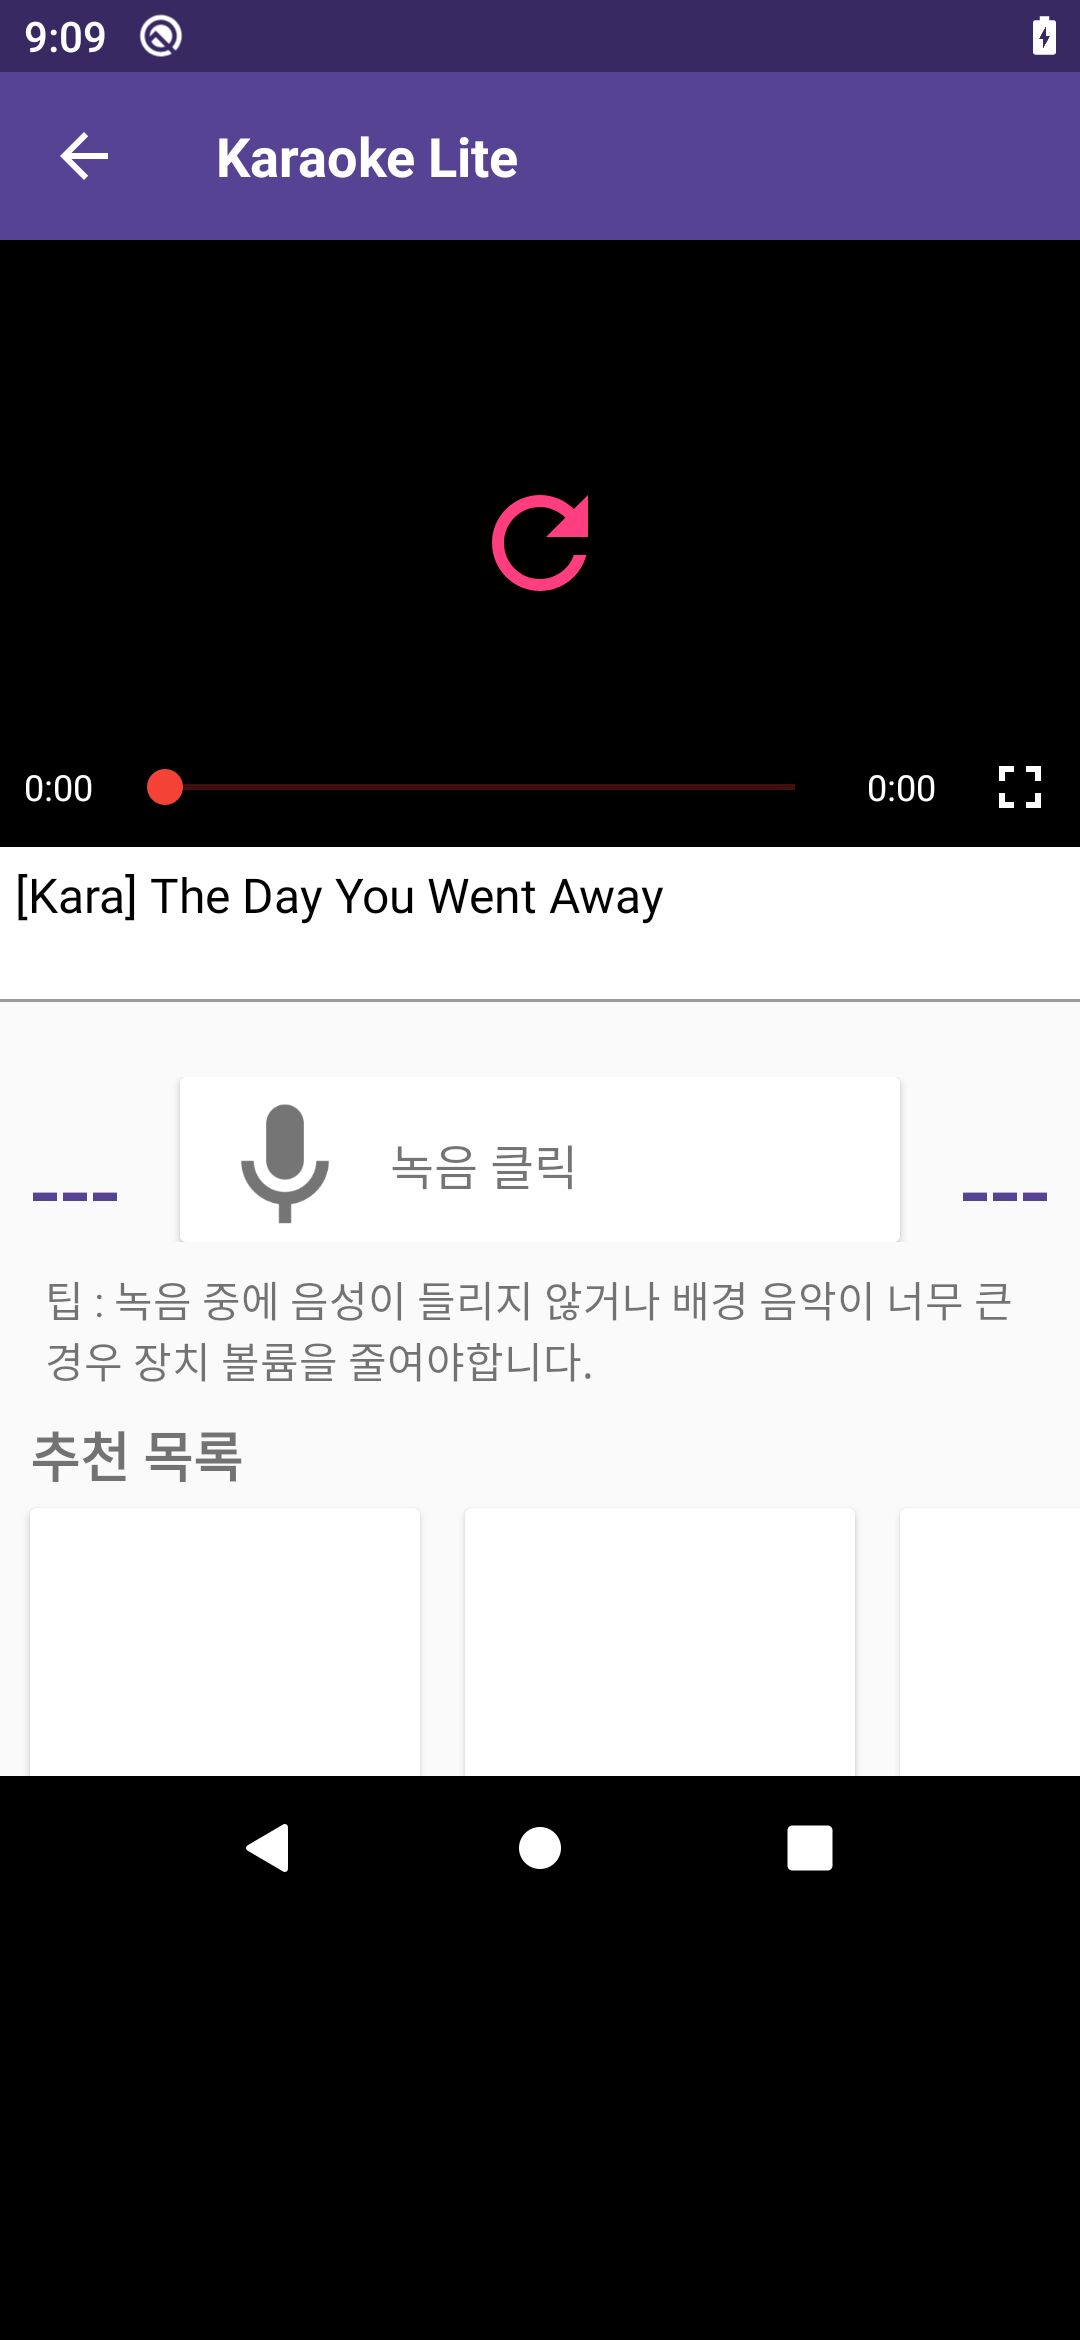 9:09
Karaoke Lite
0:00
0:00
[Kara] The Day You Went Away
---
녹음 클릭
---
팁 : 녹음 중에 음성이 들리지 않거나 배경 음악이 너무 큰
경우 장치 볼륨을 줄여야합니다.
추천 목록